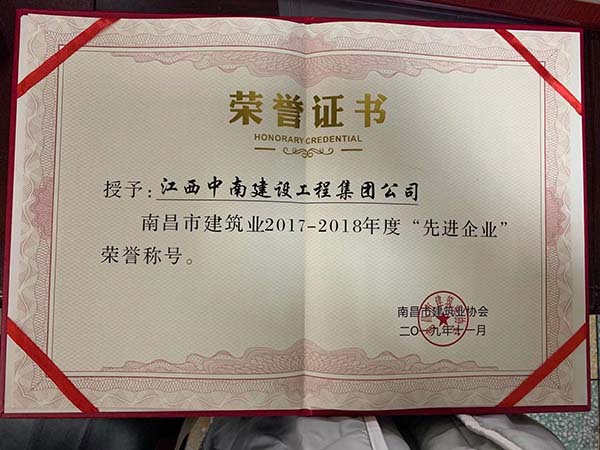 荣誉证书
HONORARY CREDENTIAL
授予：江西中南建设工程集团公司
南昌市建筑业2017-2018年度“先进企业”
荣誉称号。
南昌市建筑业协会
二〇一九年十一月